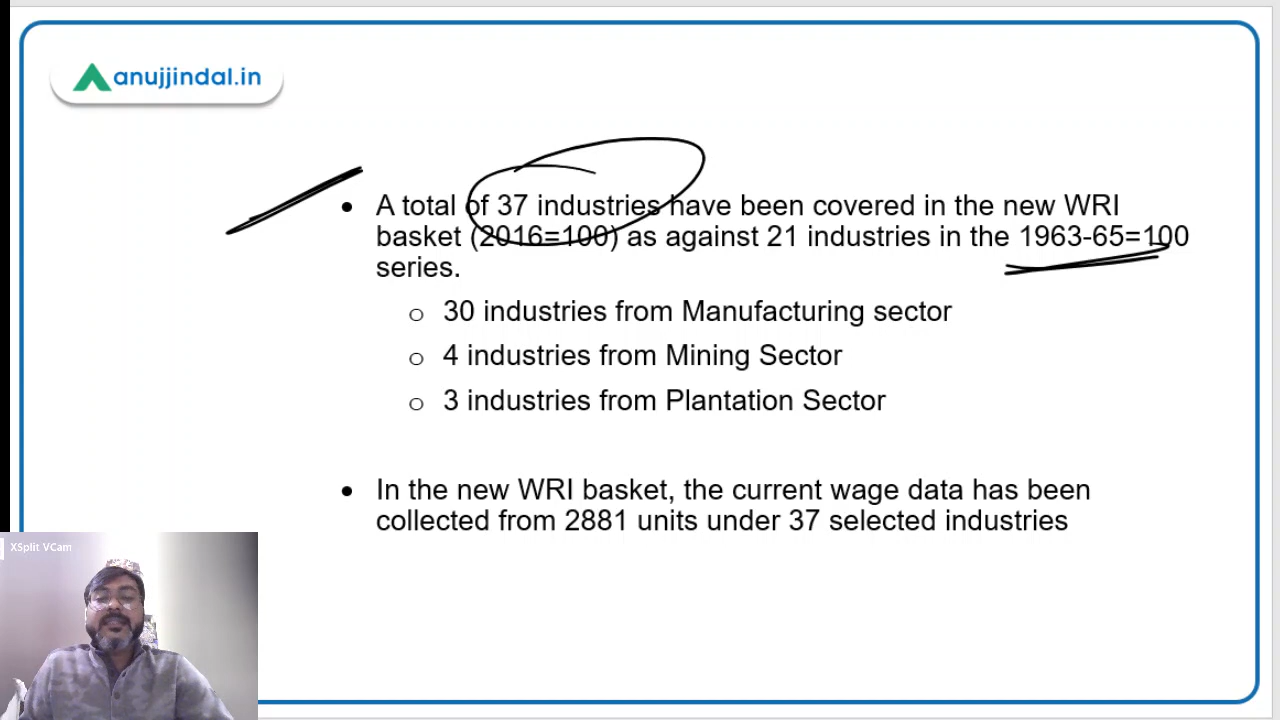 anujjindal.in
• A total of 37 industries have been covered in the new WRI
basket (2016=100) as against 21 industries in the 1963-65=100
series.
o 30 industries from Manufacturing sector
o 4 industries from Mining Sector
o 3 industries from Plantation Sector
• In the new WRI basket, the current wage data has been
collected from 2881 units under 37 selected industries
XSplit VCam